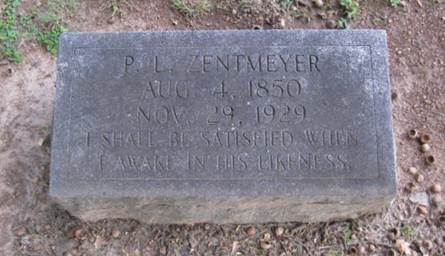 P. L. ZENTMEYER
AUG. 4, 1850
NOV. 29, 1929
I SHALL BE SATISFIED WHEN
I AWAKE IN HIS LIKENESS.